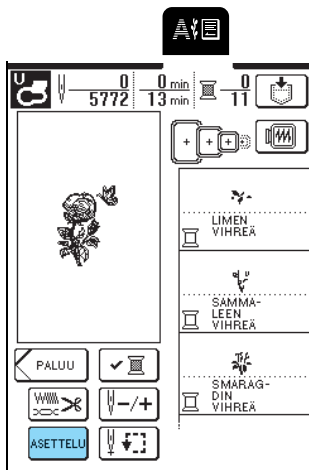 A
U
0 0 min 0
5772 13 min 11
LIMEN
VIHREÄ
SAMMA-
LEEN
VIHREÄ
SMARAG-
DIN
VIHREÄ
PALUU
-/+
ASETTELU